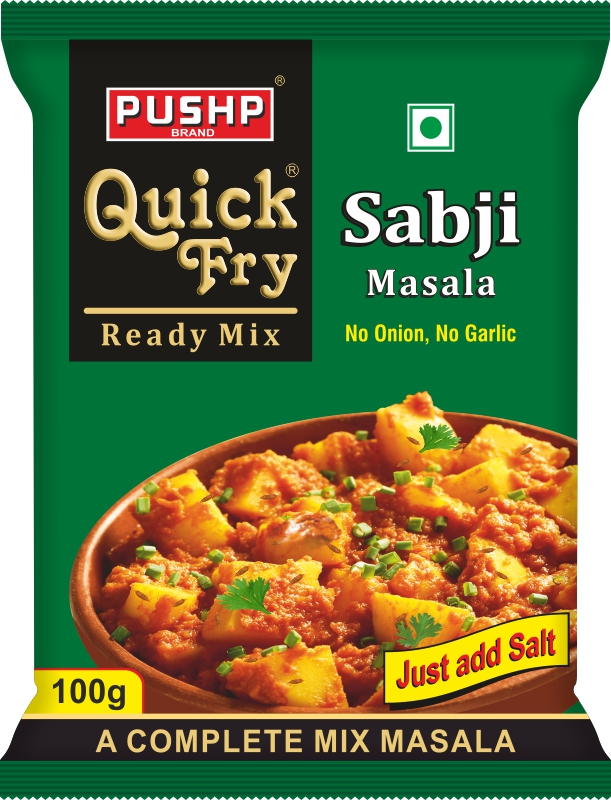 ®
PUSHP
BRAND
Quick®
Fry
Ready Mix
Sabji
Masala
No Onion, No Garlic
Just add Salt
100g
A COMPLETE MIX MASALA